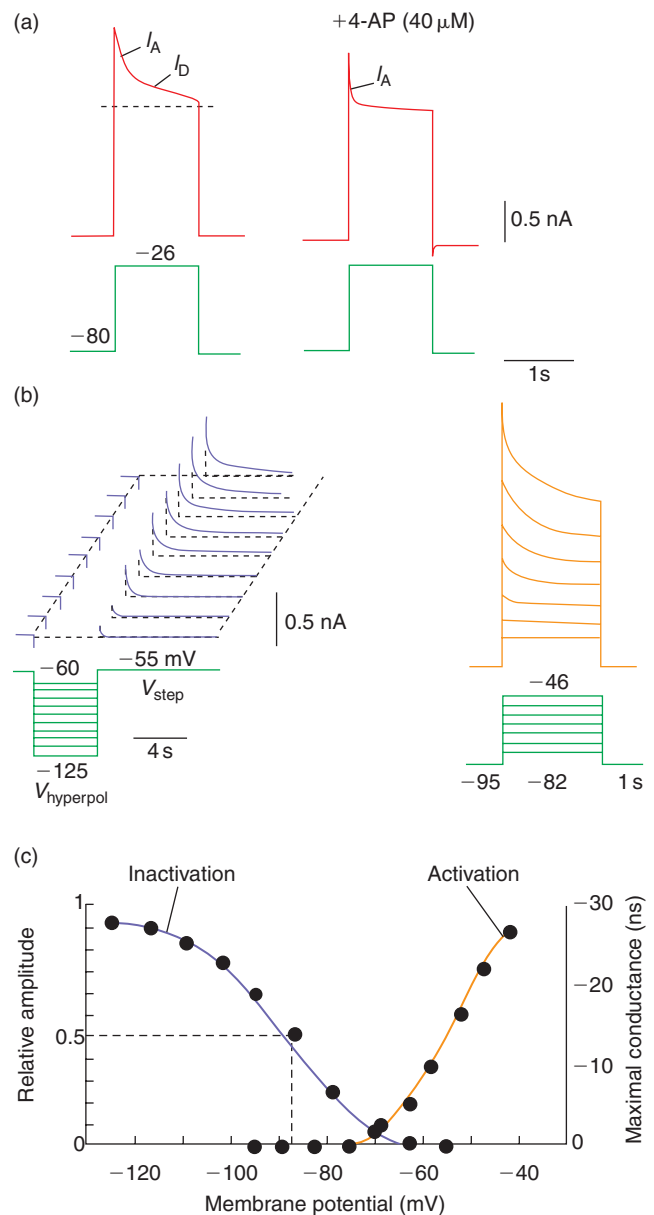 (a)
+4-AP (40 μM)
I_A
I_D
I_A
0.5 nA
−26
−80
1s
(b)
0.5 nA
−60
−55 mV
V_step
4 s
−125
V_hyperpol
−46
−95
−82
1 s
(c)
Inactivation
Activation
1
0.5
0
Relative amplitude
−30
−20
−10
0
Maximal conductance (ns)
−120
−100
−80
−60
−40
Membrane potential (mV)